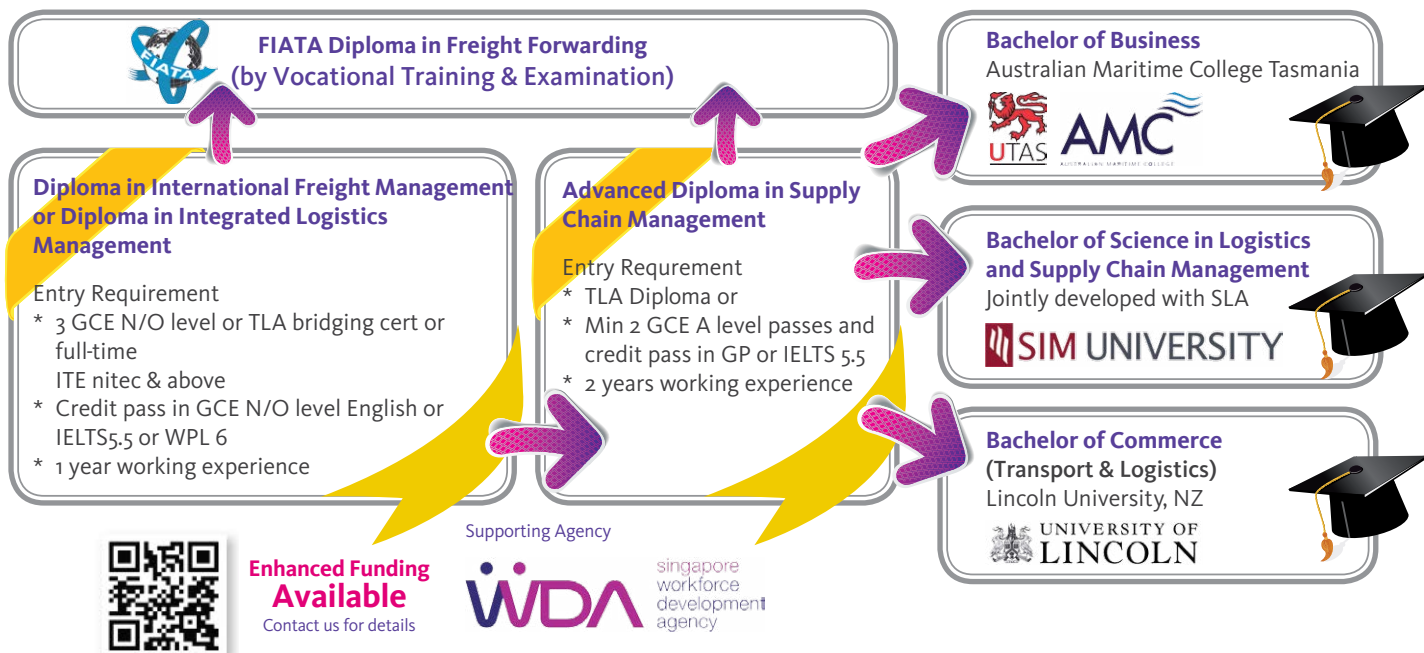 FIATA
FIATA Diploma in Freight Forwarding
(by Vocational Training & Examination)
Diploma in International Freight Management
or Diploma in Integrated Logistics
Management
Entry Requirement
* 3 GCE N/O level or TLA bridging cert or
full-time
ITE nitec & above
* Credit pass in GCE N/O level English or
IELTS5.5 or WPL 6
* 1 year working experience
Advanced Diploma in Supply
Chain Management
Entry Requrement
* TLA Diploma or
* Min 2 GCE A level passes and
credit pass in GP or IELTS 5.5
* 2 years working experience
Bachelor of Business
Australian Maritime College Tasmania
UTAS
AMC
AUSTRALIAN MARITIME COLLEGE
Bachelor of Science in Logistics
and Supply Chain Management
Jointly developed with SLA
SIM UNIVERSITY
Bachelor of Commerce
(Transport & Logistics)
Lincoln University, NZ
UNIVERSITY OF
LINCOLN
Enhanced Funding
Available
Contact us for details
Supporting Agency
WDA
singapore
workforce
development
agency